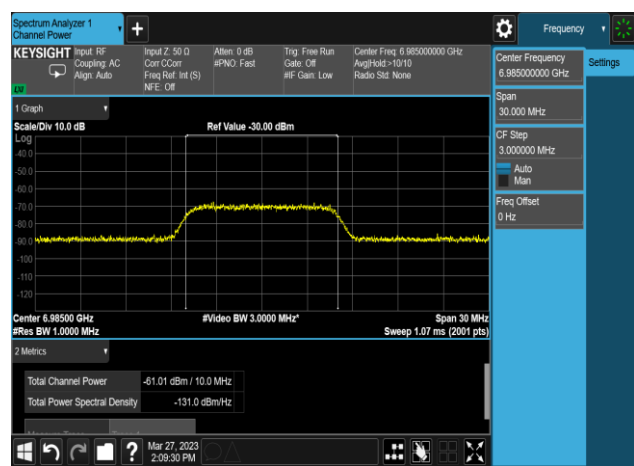 Spectrum Analyzer 1
Channel Power
+
Frequency
KEYSIGHT
Input: RF
Coupling: AC
Align: Auto
Input Z: 50 Ω
Corr CCorr
Freq Ref: Int (S)
NFE: Off
Atten: 0 dB
#PNO: Fast
Trig: Free Run
Gate: Off
#IF Gain: Low
Center Freq: 6.985000000 GHz
Avg|Hold:>10/10
Radio Std: None
LXI
1 Graph
Scale/Div 10.0 dB
Ref Value -30.00 dBm
Log
-40.0
-50.0
-60.0
-70.0
-80.0
-90.0
-100
-110
-120
Center 6.98500 GHz
#Video BW 3.0000 MHz*
Span 30 MHz
#Res BW 1.0000 MHz
Sweep 1.07 ms (2001 pts)
2 Metrics
Total Channel Power -61.01 dBm / 10.0 MHz
Total Power Spectral Density -131.0 dBm/Hz
Mar 27, 2023
2:09:30 PM
?
Center Frequency
6.985000000 GHz
Settings
Span
30.000 MHz
CF Step
3.000000 MHz
Auto
Man
Freq Offset
0 Hz